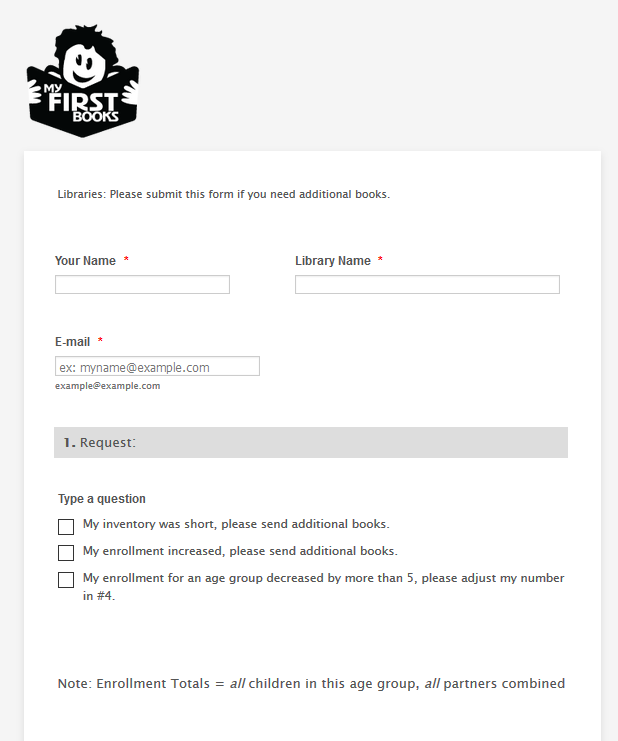 MY
FIRST
BOOKS
Libraries: Please submit this form if you need additional books.
Your Name *
Library Name *
E-mail *
ex: myname@example.com
example@example.com
1. Request:
Type a question
My inventory was short, please send additional books.
My enrollment increased, please send additional books.
My enrollment for an age group decreased by more than 5, please adjust my number
in #4.
Note: Enrollment Totals = all children in this age group, all partners combined